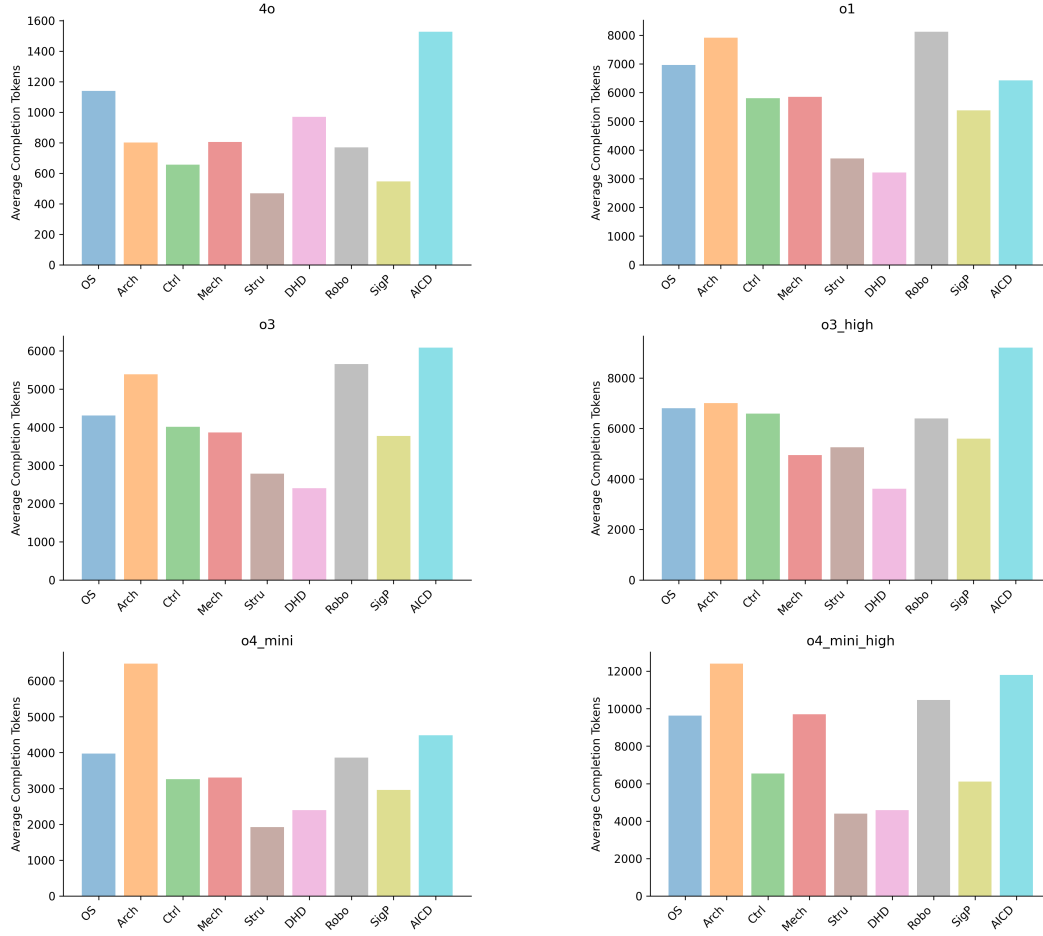 4o
Average Completion Tokens
1600
1400
1200
1000
800
600
400
200
0
OS Arch Ctrl Mech Stru DHD Robo SigP AICD
o1
Average Completion Tokens
8000
7000
6000
5000
4000
3000
2000
1000
0
OS Arch Ctrl Mech Stru DHD Robo SigP AICD
o3
Average Completion Tokens
6000
5000
4000
3000
2000
1000
0
OS Arch Ctrl Mech Stru DHD Robo SigP AICD
o3_high
Average Completion Tokens
8000
6000
4000
2000
0
OS Arch Ctrl Mech Stru DHD Robo SigP AICD
o4_mini
Average Completion Tokens
6000
5000
4000
3000
2000
1000
0
OS Arch Ctrl Mech Stru DHD Robo SigP AICD
o4_mini_high
Average Completion Tokens
12000
10000
8000
6000
4000
2000
0
OS Arch Ctrl Mech Stru DHD Robo SigP AICD